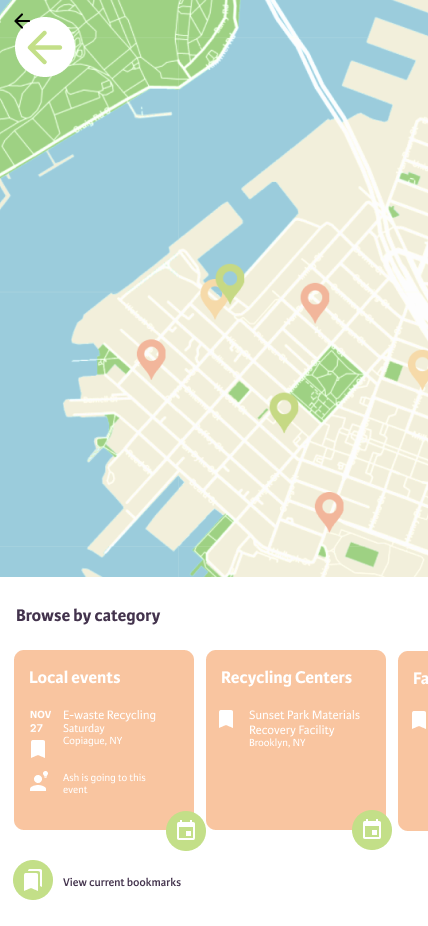 Browse by category
Local events
NOV
27
E-waste Recycling
Saturday
Copiague, NY
Ash is going to this
event
Recycling Centers
Sunset Park Materials
Recovery Facility
Brooklyn, NY
Fa
View current bookmarks